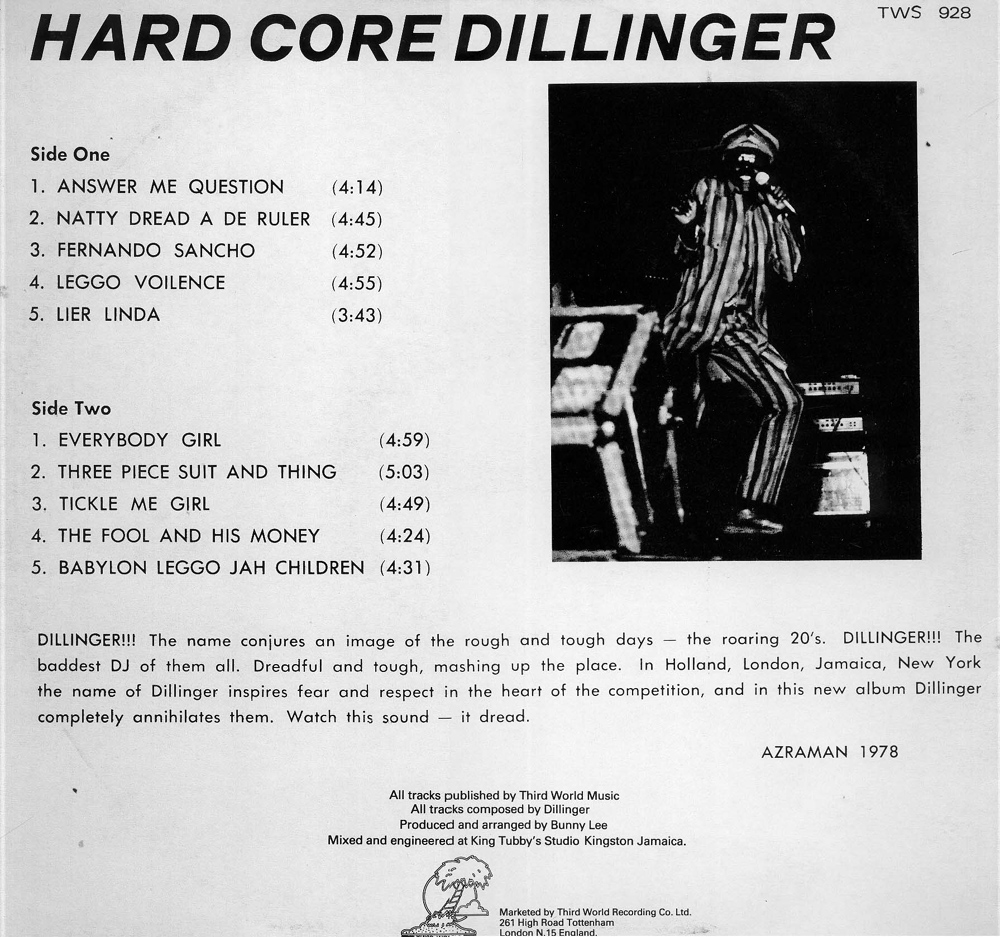 HARD CORE DILLINGER
TWS 928
Side One
1. ANSWER ME QUESTION (4:14)
2. NATTY DREAD A DE RULER (4:45)
3. FERNANDO SANCHO (4:52)
4. LEGGO VOILENCE (4:55)
5. LIER LINDA (3:43)
Side Two
1. EVERYBODY GIRL (4:59)
2. THREE PIECE SUIT AND THING (5:03)
3. TICKLE ME GIRL (4:49)
4. THE FOOL AND HIS MONEY (4:24)
5. BABYLON LEGGO JAH CHILDREN (4:31)
DILLINGER!!! The name conjures an image of the rough and tough days — the roaring 20's. DILLINGER!!! The
baddest DJ of them all. Dreadful and tough, mashing up the place. In Holland, London, Jamaica, New York
the name of Dillinger inspires fear and respect in the heart of the competition, and in this new album Dillinger
completely annihilates them. Watch this sound — it dread.
AZRAMAN 1978
All tracks published by Third World Music
All tracks composed by Dillinger
Produced and arranged by Bunny Lee
Mixed and engineered at King Tubby's Studio Kingston Jamaica.
Marketed by Third World Recording Co. Ltd.
261 High Road Tottenham
London N.15 England.